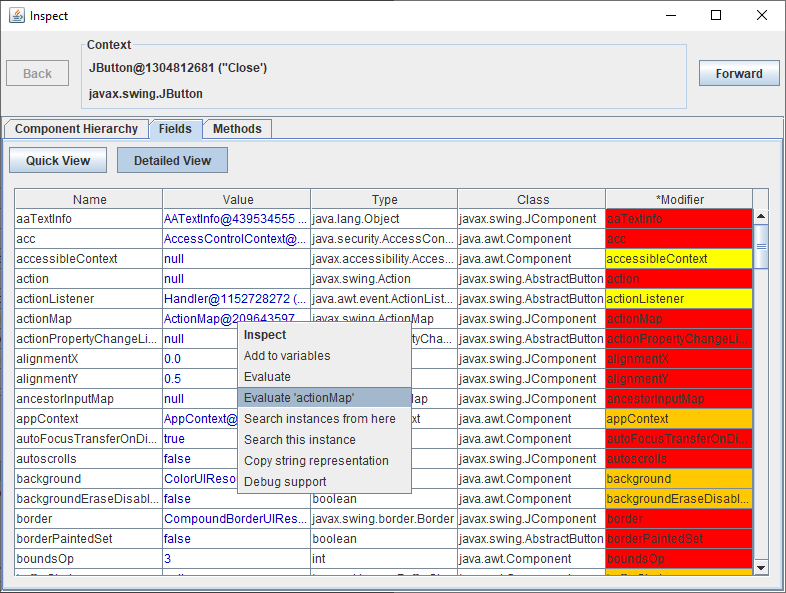 Inspect
Context
Back
JButton@1304812681 ("Close')
javax.swing.JButton
Forward
Component Hierarchy Fields Methods
Quick View Detailed View
Name Value Type Class *Modifier
aaTextInfo AATextInfo@439534555 ... java.lang.Object javax.swing.JComponent aaTextInfo
acc AccessControlContext@... java.security.AccessCon... java.awt.Component acc
accessibleContext null javax.accessibility.Acces... java.awt.Component accessibleContext
action null javax.swing.Action javax.swing.AbstractButton action
actionListener Handler@1152728272 (... java.awt.event.ActionList... javax.swing.AbstractButton actionListener
actionMap ActionMap@209643597 javax.swing.ActionMap javax.swing.JComponent actionMap
actionPropertyChangeLi... null tyCha... javax.swing.AbstractButton actionPropertyChangeLi...
alignmentX 0.0 javax.swing.JComponent alignmentX
alignmentY 0.5 javax.swing.JComponent alignmentY
ancestorInputMap null Map javax.swing.JComponent ancestorInputMap
appContext AppContext@ xt java.awt.Component appContext
autoFocusTransferOnDi... true java.awt.Component autoFocusTransferOnDi...
autoscrolls false javax.swing.JComponent autoscrolls
background ColorUIReso java.awt.Component background
backgroundEraseDisabl... false boolean java.awt.Component backgroundEraseDisabl...
border CompoundBorderUIRes... javax.swing.border.Border javax.swing.JComponent border
borderPaintedSet false boolean javax.swing.AbstractButton borderPaintedSet
boundsOp 3 int java.awt.Component boundsOp
Inspect
Add to variables
Evaluate
Evaluate 'actionMap'
Search instances from here
Search this instance
Copy string representation
Debug support